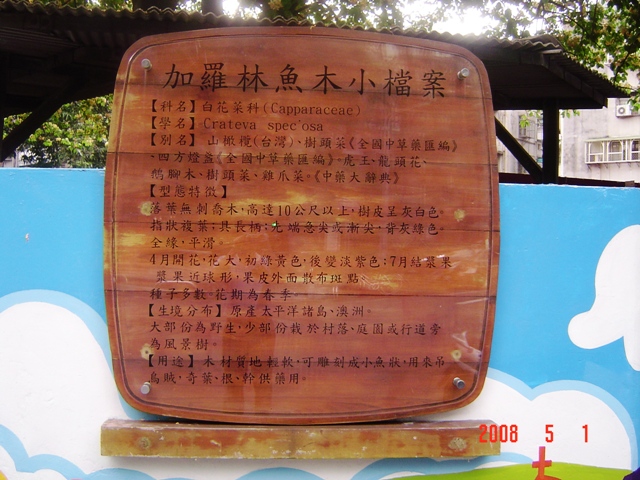 加羅林魚木小檔案
【科名】白花菜科(Capparaceae)
【學名】Crateva spec'osa
【別名】山橄欖(台灣)、樹頭菜《全國中草藥匯編》
、四方燈盞《全國中草藥匯編》、虎王、龍頭花、
鵝腳木、樹頭菜、雞爪菜。《中藥大辭典》
【型態特徵】
落葉無刺喬木,高達10公尺以上,樹皮呈灰白色。
指狀複葉;具長柄;先端急尖或漸尖,背灰綠色。
全緣,平滑。
4月開花,花大,初綠黃色,後變淡紫色;7月結漿果
漿果近球形,果皮外面散布斑點。
種子多數。花期為春季。
【生境分布】原產太平洋諸島、澳洲。
大部份為野生,少部份栽於村落、庭園或行道旁
為風景樹。
【用途】木材質地輕軟,可雕刻成小魚狀,用來吊
烏賊,奇葉、根、幹供藥用。
2008 5 1